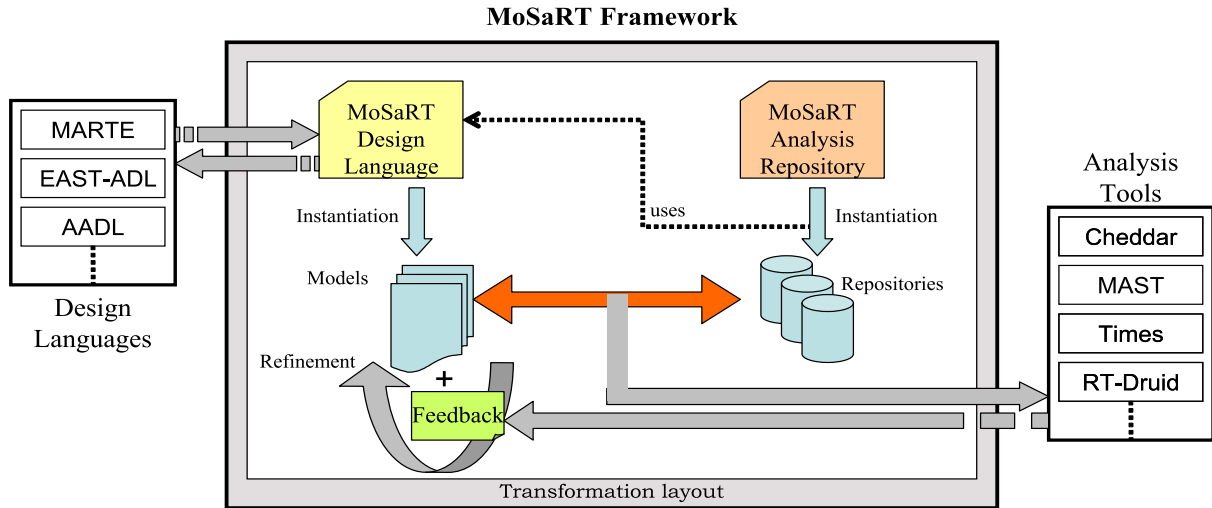 MoSaRT Framework
MARTE
EAST-ADL
AADL
Design
Languages
MoSaRT
Design
Language
MoSaRT
Analysis
Repository
Instantiation
uses
Instantiation
Models
Repositories
Refinement
+
Feedback
Analysis
Tools
Cheddar
MAST
Times
RT-Druid
Transformation layout